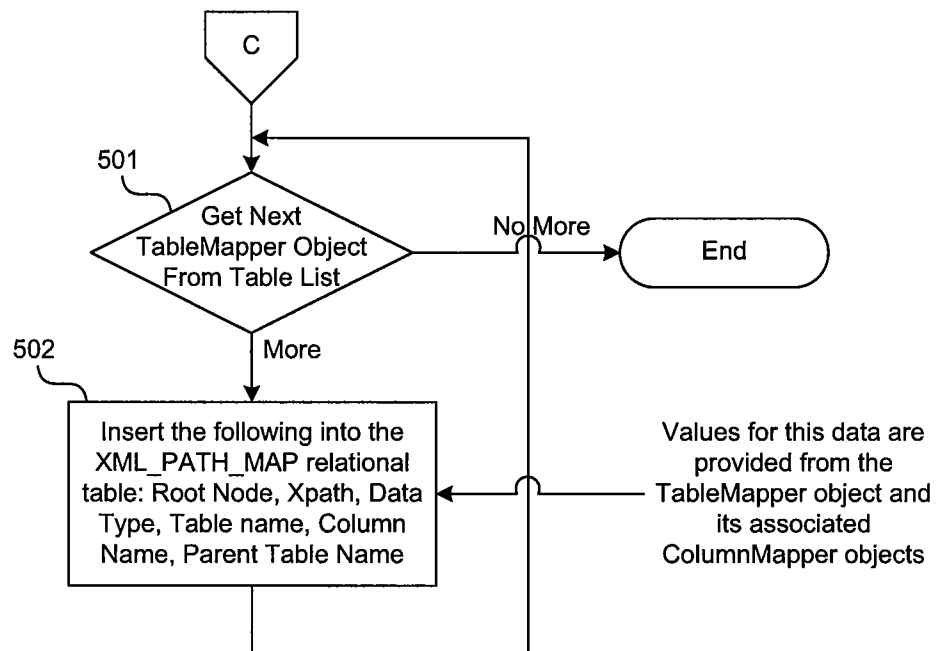 C
501
Get Next
TableMapper Object
From Table List
No More
End
More
502
Insert the following into the
XML_PATH_MAP relational
table: Root Node, Xpath, Data
Type, Table name, Column
Name, Parent Table Name
Values for this data are
provided from the
TableMapper object and
its associated
ColumnMapper objects